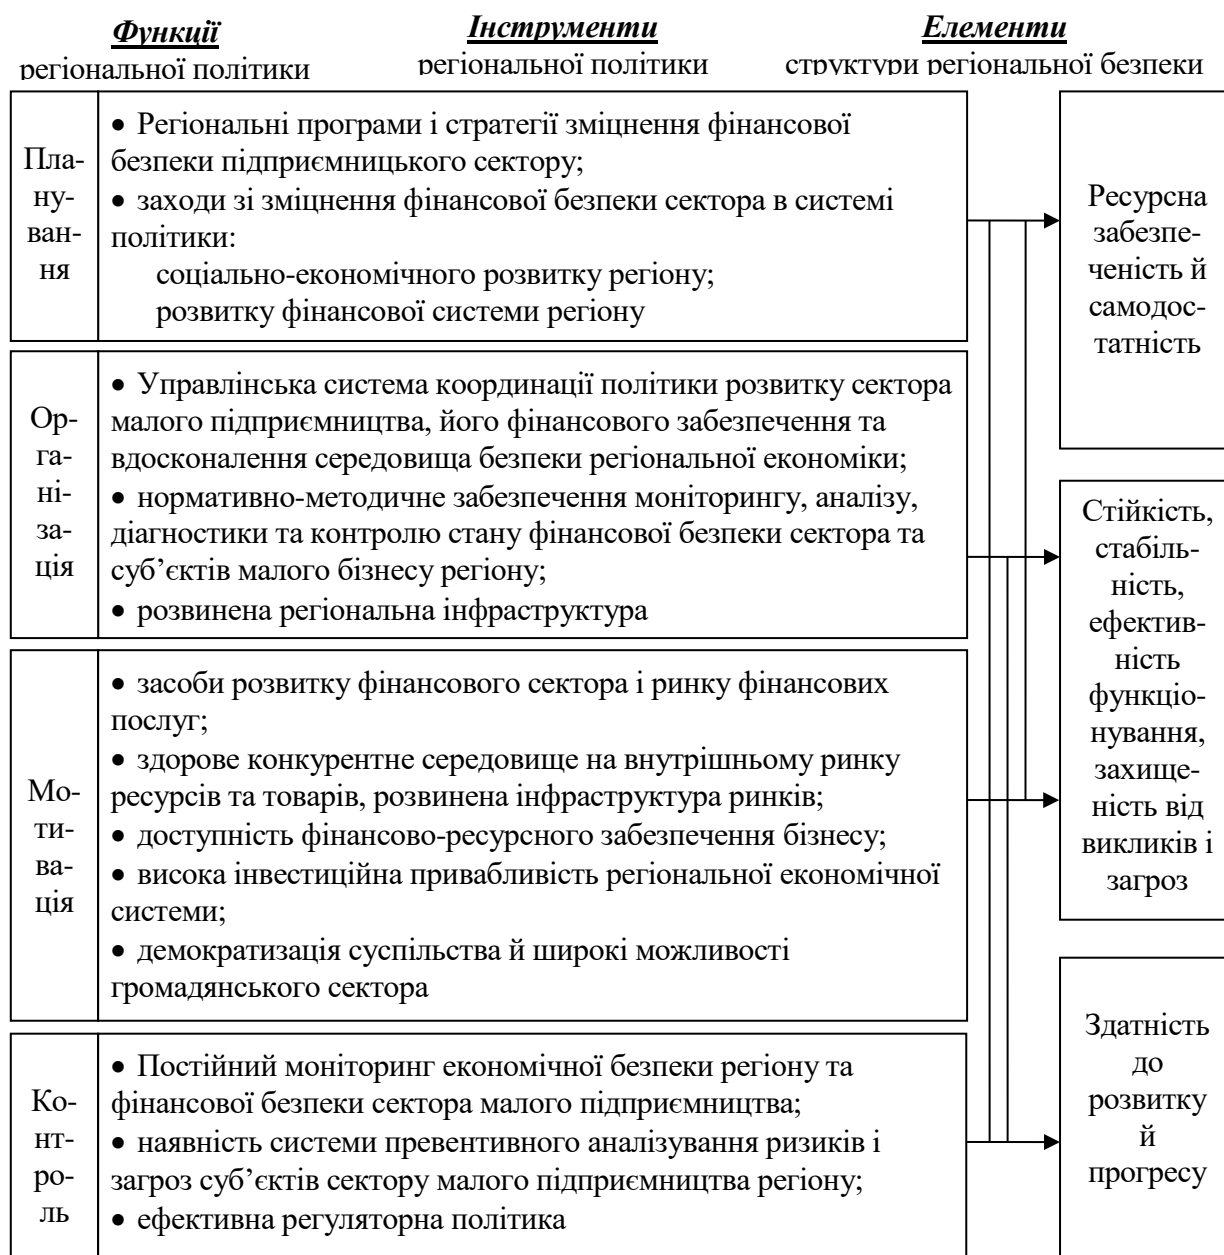 Функції
регіональної політики
Інструменти
регіональної політики
Елементи
структури регіональної безпеки
Пла-
ну-
ван-
ня
• Регіональні програми і стратегії зміцнення фінансової
безпеки підприємницького сектору;
• заходи зі зміцнення фінансової безпеки сектора в системі
політики:
соціально-економічного розвитку регіону;
розвитку фінансової системи регіону
Ор-
га-
ні-
за-
ція
• Управлінська система координації політики розвитку сектора
малого підприємництва, його фінансового забезпечення та
вдосконалення середовища безпеки регіональної економіки;
• нормативно-методичне забезпечення моніторингу, аналізу,
діагностики та контролю стану фінансової безпеки сектора та
суб’єктів малого бізнесу регіону;
• розвинена регіональна інфраструктура
Мо-
ти-
ва-
ція
• засоби розвитку фінансового сектора і ринку фінансових
послуг;
• здорове конкурентне середовище на внутрішньому ринку
ресурсів та товарів, розвинена інфраструктура ринків;
• доступність фінансово-ресурсного забезпечення бізнесу;
• висока інвестиційна привабливість регіональної економічної
системи;
• демократизація суспільства й широкі можливості
громадянського сектора
Ко-
нт-
ро-
ль
• Постійний моніторинг економічної безпеки регіону та
фінансової безпеки сектора малого підприємництва;
• наявність системи превентивного аналізування ризиків і
загроз суб’єктів сектору малого підприємництва регіону;
• ефективна регуляторна політика
Ресурсна
забезпе-
ченість й
самодос-
татність
Стійкість,
стабіль-
ність,
ефектив-
ність
функціо-
нування,
захище-
ність від
викликів і
загроз
Здатність
до
розвитку
й
прогресу